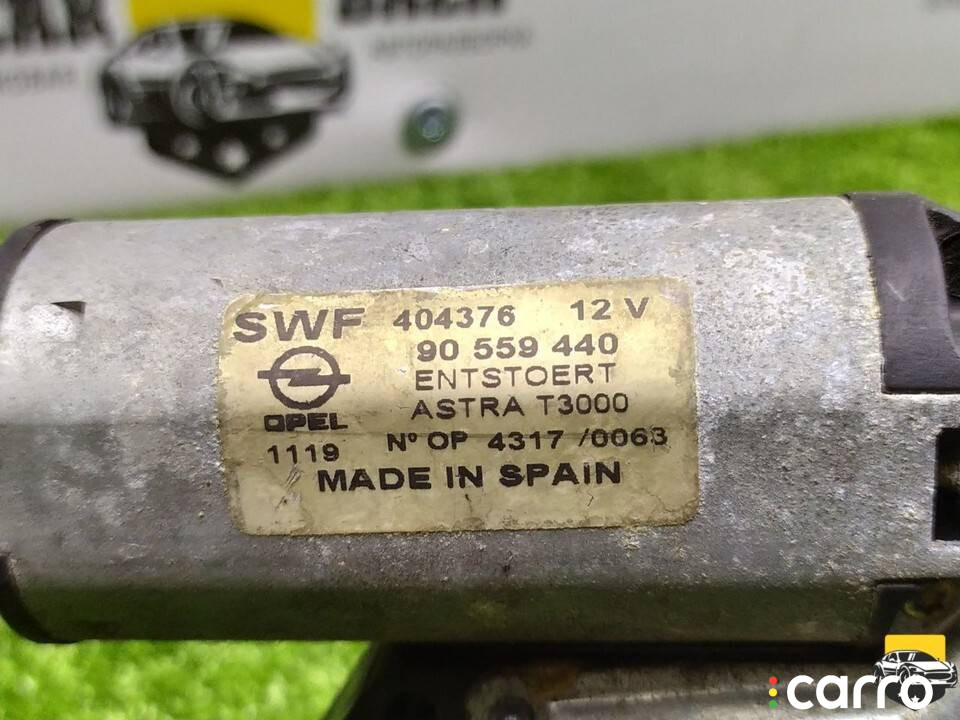 SWF 404376 12 V
90 559 440
ENTSTOERT
OPEL ASTRA T3000
1119 Nº OP 4317 /0063
MADE IN SPAIN
carro